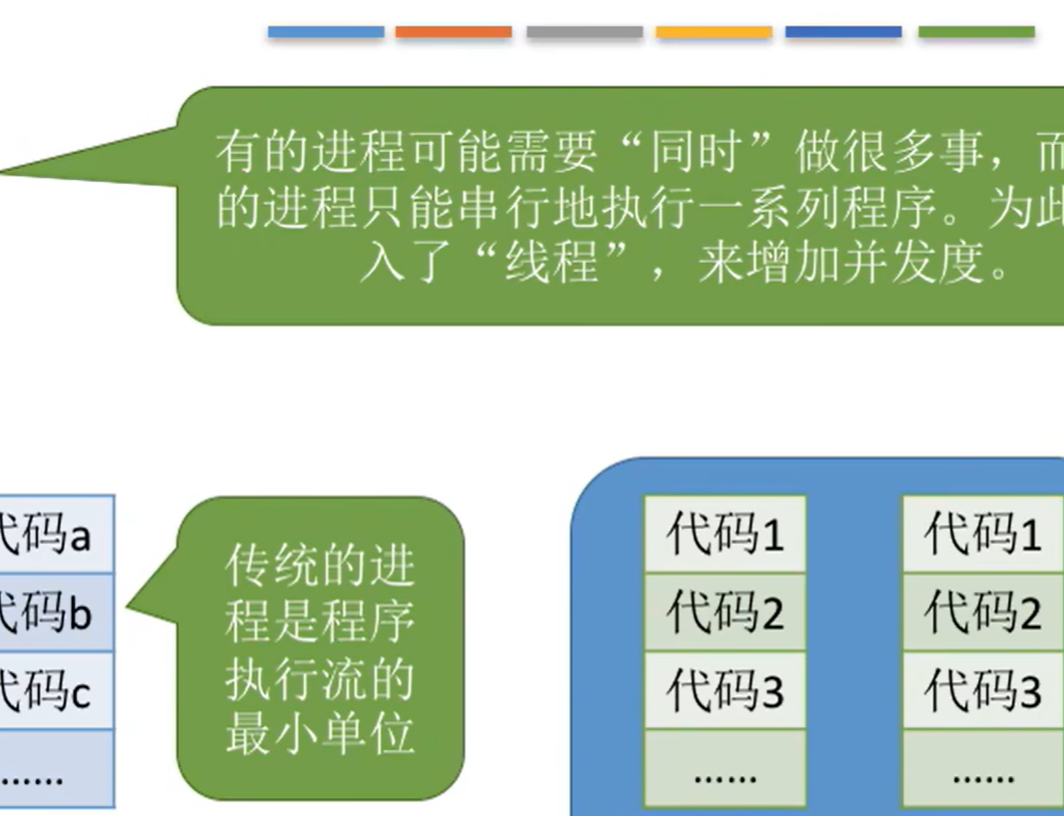 有的进程可能需要“同时”做很多事，而
的进程只能串行地执行一系列程序。为此
入了“线程”，来增加并发度。
代码a
代码b
代码c
......
传统的进
程是程序
执行流的
最小单位
代码1
代码2
代码3
......
代码1
代码2
代码3
......